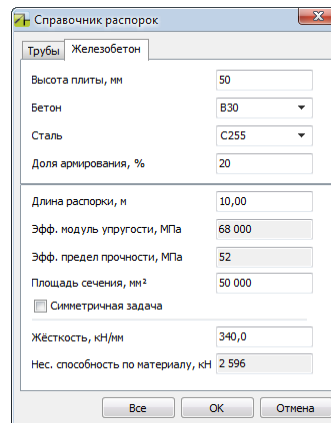 Справочник распорок
Трубы Железобетон
Высота плиты, мм 50
Бетон B30
Сталь C255
Доля армирования, % 20
Длина распорки, м 10,00
Эфф. модуль упругости, МПа 68 000
Эфф. предел прочности, МПа 52
Площадь сечения, мм² 50 000
Симметричная задача
Жёсткость, кН/мм 340,0
Нес. способность по материалу, кН 2 596
Все ОК Отмена